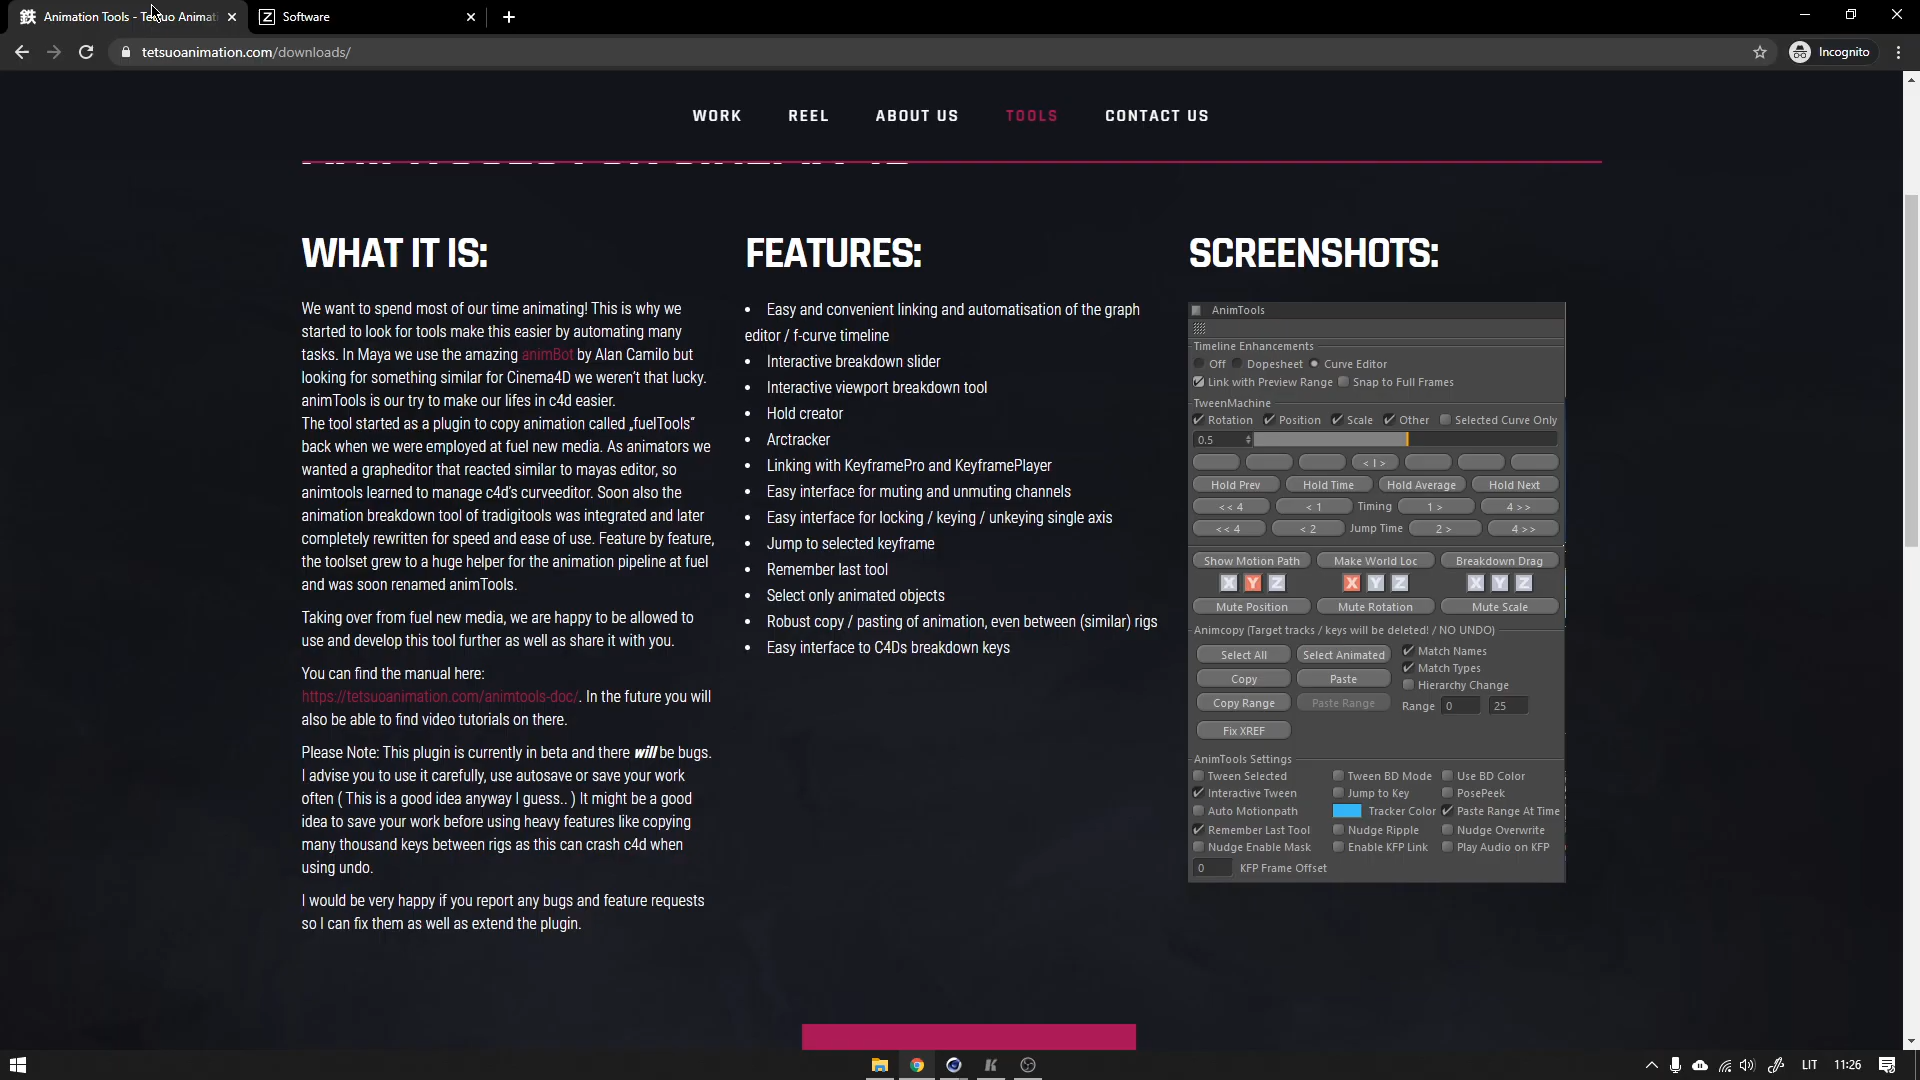 Animation Tools - Tetsuo Animati
Software
tetsuoanimation.com/downloads/
Incognito
WORK
REEL
ABOUT US
TOOLS
CONTACT US
WHAT IT IS:
We want to spend most of our time animating! This is why we
started to look for tools make this easier by automating many
tasks. In Maya we use the amazing animBot by Alan Camilo but
looking for something similar for Cinema4D we weren't that lucky.
animTools is our try to make our lifes in c4d easier.
The tool started as a plugin to copy animation called „fuelTools"
back when we were employed at fuel new media. As animators we
wanted a grapheditor that reacted similar to mayas editor, so
animtools learned to manage c4d's curveeditor. Soon also the
animation breakdown tool of tradigitools was integrated and later
completely rewritten for speed and ease of use. Feature by feature,
the toolset grew to a huge helper for the animation pipeline at fuel
and was soon renamed animTools.
Taking over from fuel new media, we are happy to be allowed to
use and develop this tool further as well as share it with you.
You can find the manual here:
https://tetsuoanimation.com/animtools-doc/. In the future you will
also be able to find video tutorials on there.
Please Note: This plugin is currently in beta and there will be bugs.
I advise you to use it carefully, use autosave or save your work
often ( This is a good idea anyway I guess.. ) It might be a good
idea to save your work before using heavy features like copying
many thousand keys between rigs as this can crash c4d when
using undo.
I would be very happy if you report any bugs and feature requests
so I can fix them as well as extend the plugin.
FEATURES:
• Easy and convenient linking and automatisation of the graph
editor / f-curve timeline
• Interactive breakdown slider
• Interactive viewport breakdown tool
• Hold creator
• Arctracker
• Linking with KeyframePro and KeyframePlayer
• Easy interface for muting and unmuting channels
• Easy interface for locking / keying / unkeying single axis
• Jump to selected keyframe
• Remember last tool
• Select only animated objects
• Robust copy / pasting of animation, even between (similar) rigs
• Easy interface to C4Ds breakdown keys
SCREENSHOTS:
AnimTools
Timeline Enhancements
Off Dopesheet Curve Editor
Link with Preview Range Snap to Full Frames
TweenMachine
Rotation Position Scale Other Selected Curve Only
0.5
< | >
Hold Prev Hold Time Hold Average Hold Next
<< 4 < 1 Timing 1 > 4 >>
<< 4 < 2 Jump Time 2 > 4 >>
Show Motion Path Make World Loc Breakdown Drag
X Y Z X Y Z X Y Z
Mute Position Mute Rotation Mute Scale
Animcopy (Target tracks / keys will be deleted! / NO UNDO)
Select All Select Animated Match Names
Match Types
Copy Paste Hierarchy Change
Copy Range Paste Range Range 0 25
Fix XREF
AnimTools Settings
Tween Selected Tween BD Mode Use BD Color
Interactive Tween Jump to Key PosePeek
Auto Motionpath Tracker Color Paste Range At Time
Remember Last Tool Nudge Ripple Nudge Overwrite
Nudge Enable Mask Enable KFP Link Play Audio on KFP
0 KFP Frame Offset
LIT 11:26